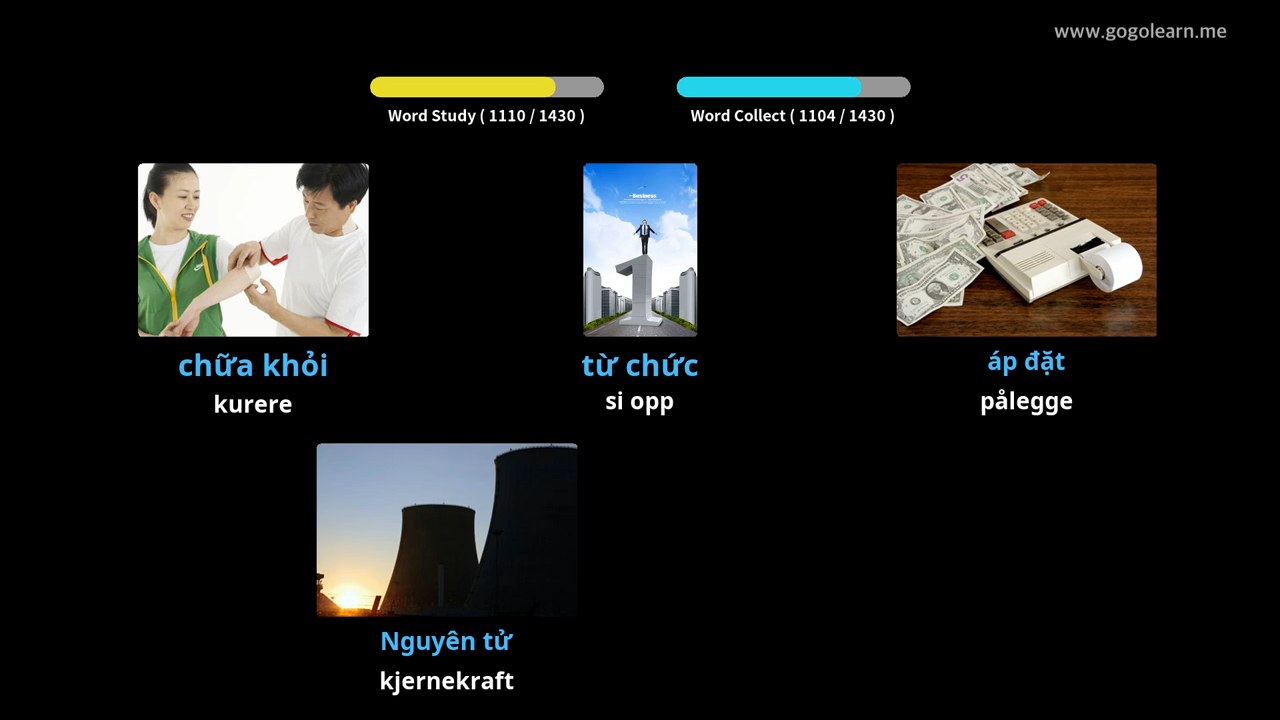 www.gogolearn.me
Word Study ( 1110 / 1430 )
Word Collect ( 1104 / 1430 )
Business
chữa khỏi
kurere
từ chức
si opp
áp đặt
pålegge
Nguyên tử
kjernekraft